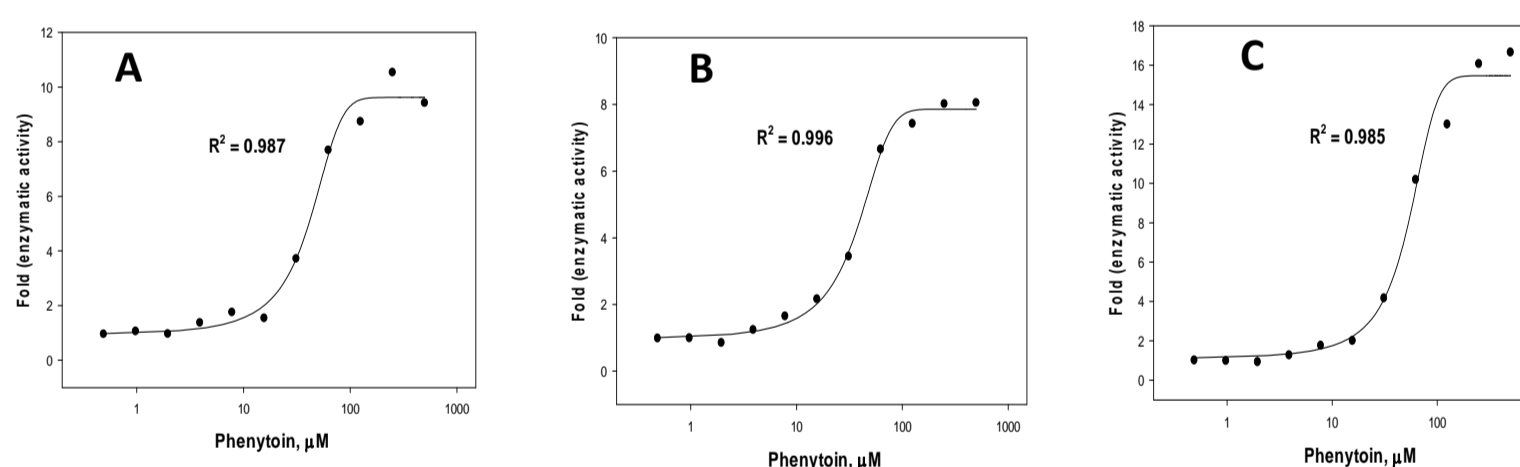 A
R² = 0.987
Fold (enzymatic activity)
12
10
8
6
4
2
0
1
10
100
1000
Phenytoin, μM
B
R² = 0.996
Fold (enzymatic activity)
10
8
6
4
2
0
1
10
100
1000
Phenytoin, μM
C
R² = 0.985
Fold (enzymatic activity)
18
16
14
12
10
8
6
4
2
0
1
10
100
Phenytoin, μM